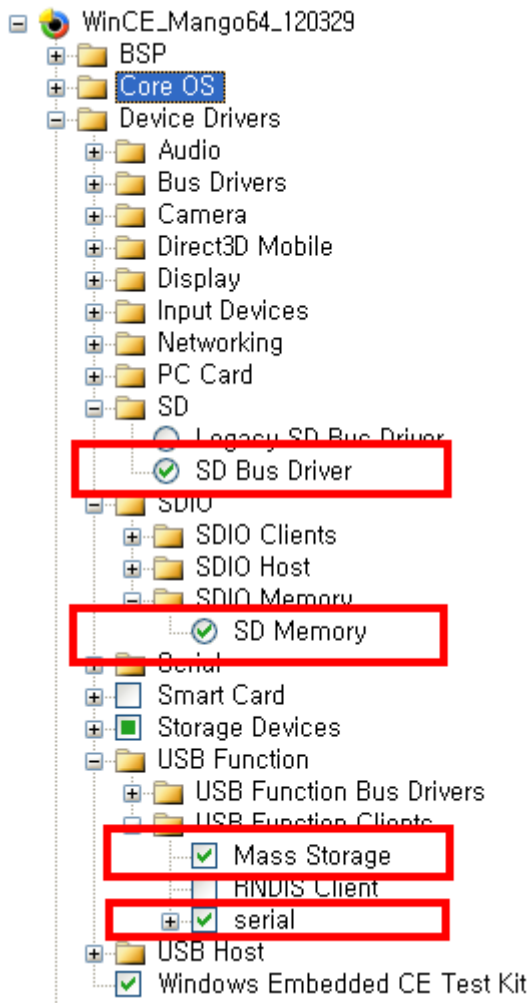 WinCE_Mango64_120329
BSP
Core OS
Device Drivers
Audio
Bus Drivers
Camera
Direct3D Mobile
Display
Input Devices
Networking
PC Card
SD
Legacy SD Bus Driver
SD Bus Driver
SDIO
SDIO Clients
SDIO Host
SDIO Memory
SD Memory
Serial
Smart Card
Storage Devices
USB Function
USB Function Bus Drivers
USB Function Clients
Mass Storage
RNDIS Client
serial
USB Host
Windows Embedded CE Test Kit